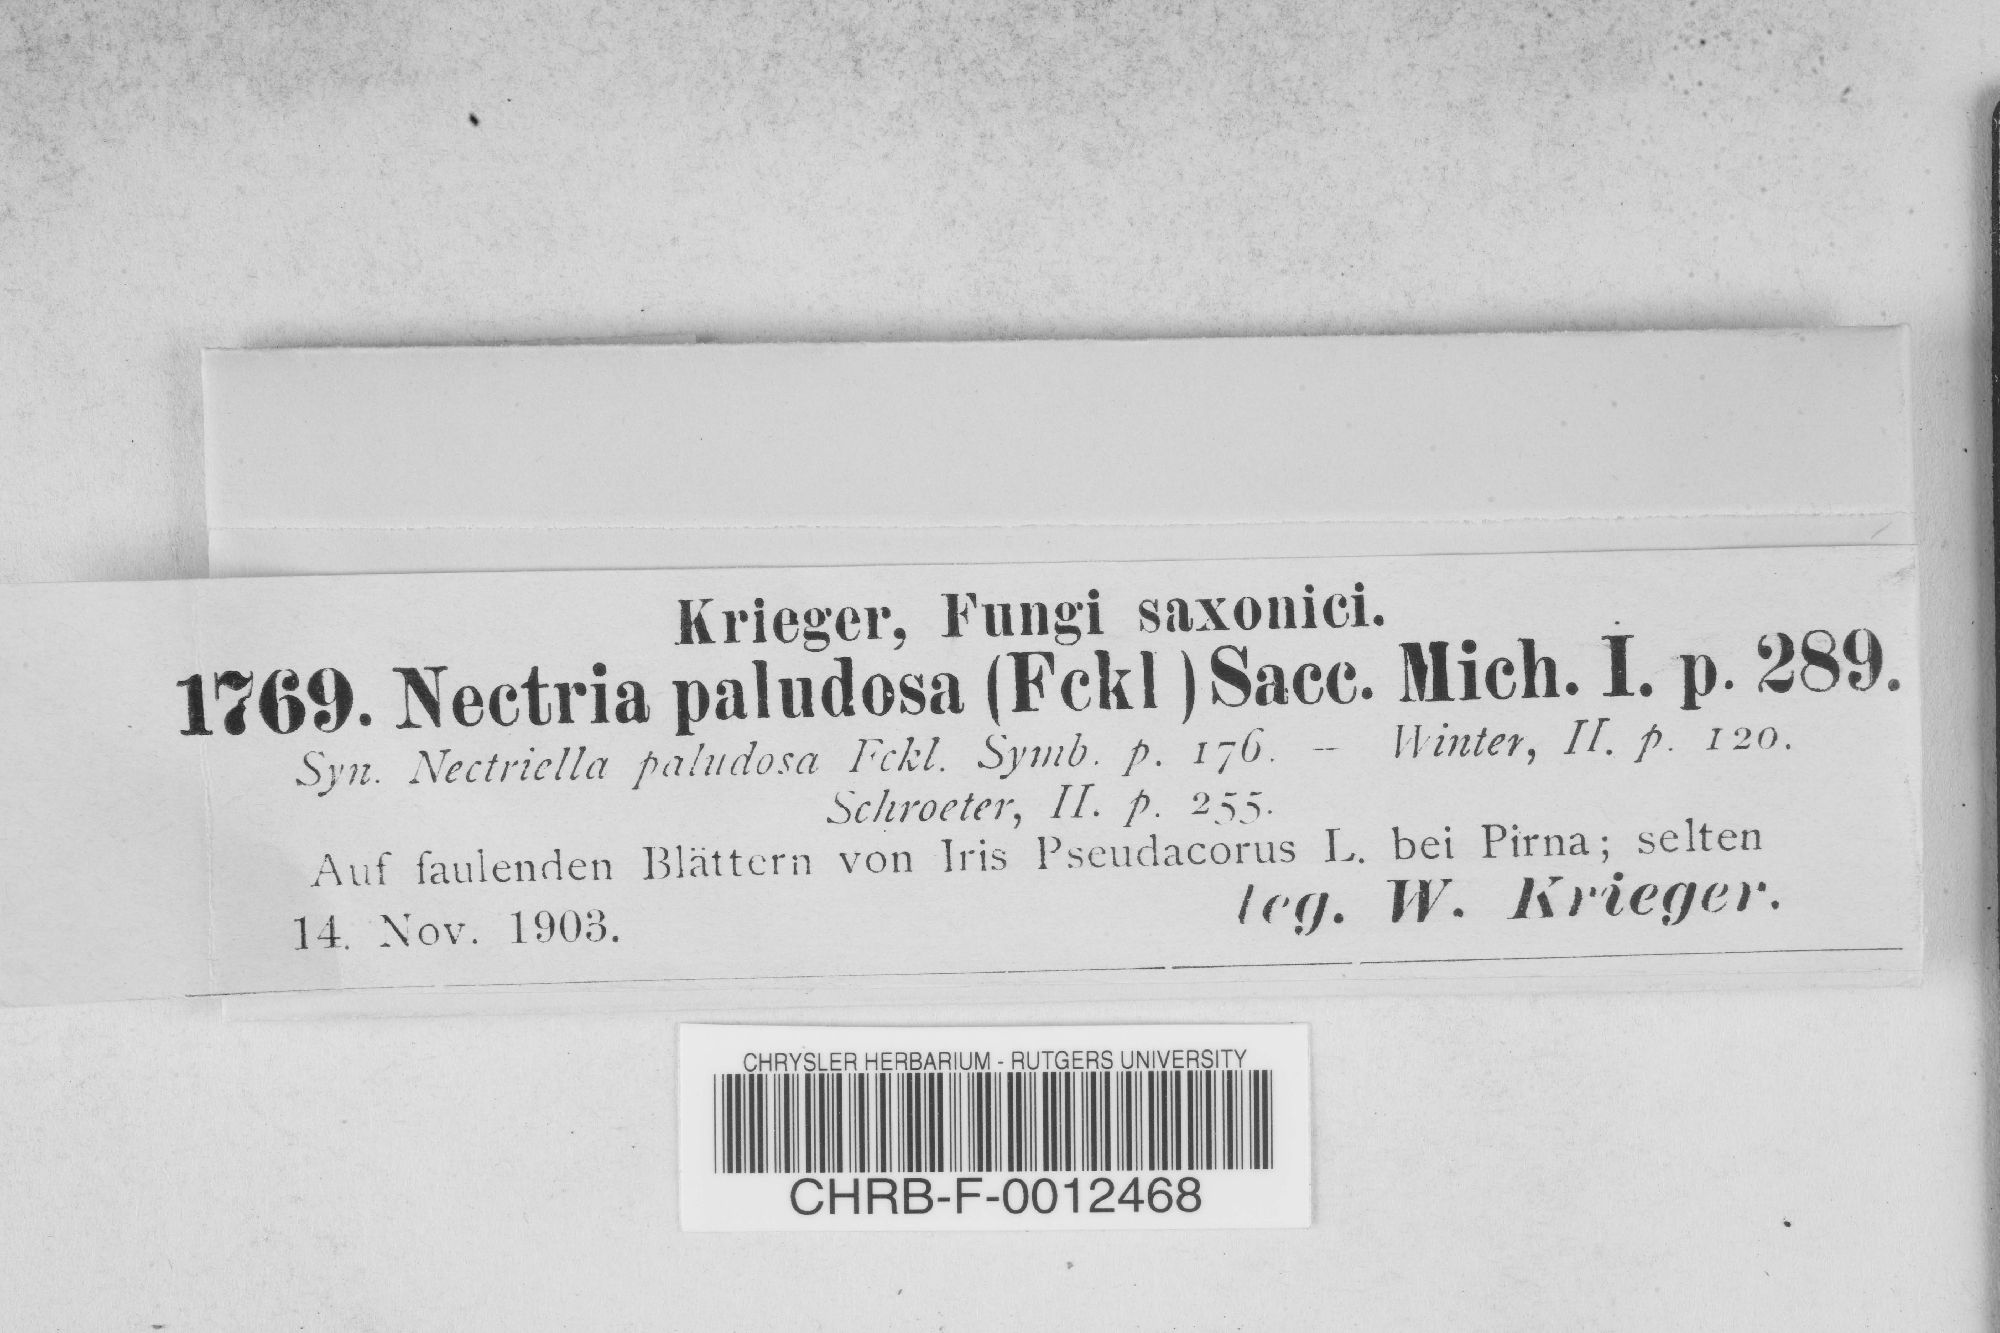 Krieger, Fungi saxonici.
1769. Nectria paludosa (Fckl ) Sacc. Mich. I. p. 289.
Syn. Nectriella paludosa Fckl. Symb. p. 176. – Winter, II. p. 120.
Schroeter, II. p. 255.
Auf faulenden Blättern von Iris Pseudacorus L. bei Pirna; selten
14. Nov. 1903. leg. W. Krieger.
CHRYSLER HERBARIUM - RUTGERS UNIVERSITY
CHRB-F-0012468